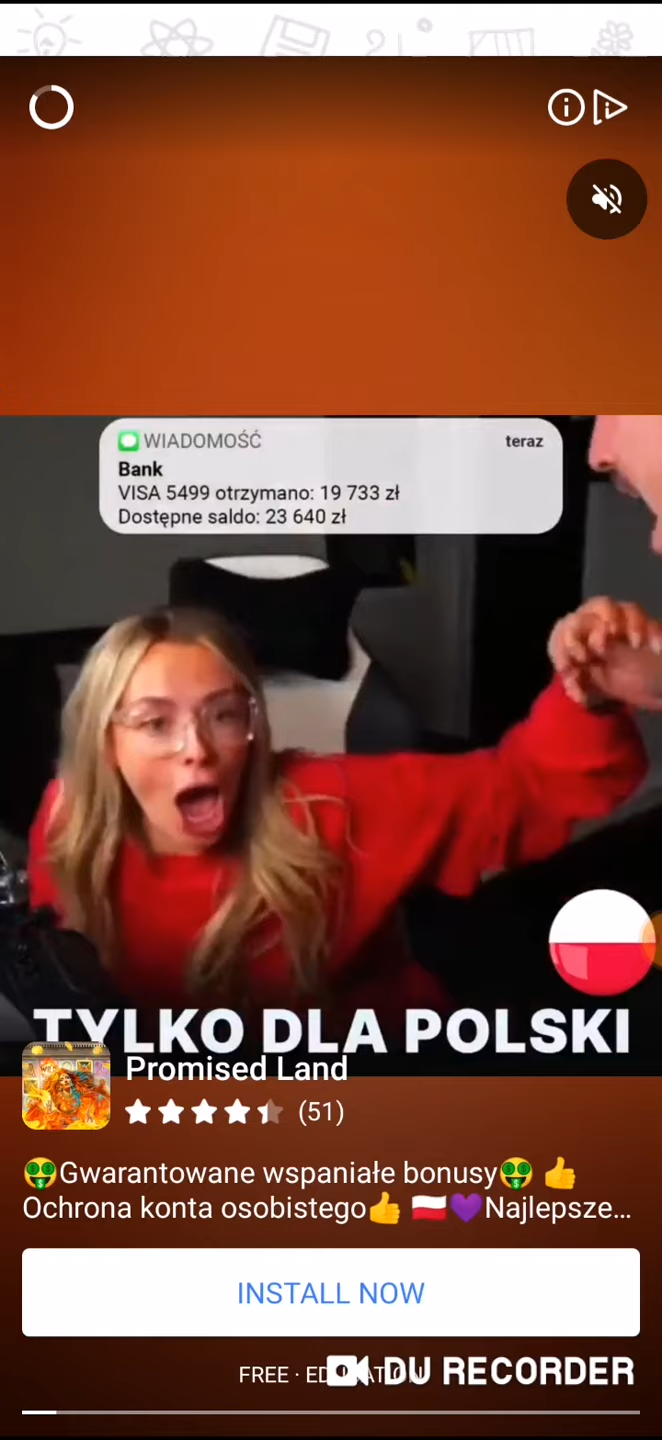 WIADOMOŚĆ teraz
Bank
VISA 5499 otrzymano: 19 733 zł
Dostępne saldo: 23 640 zł
TYLKO DLA POLSKI
Promised Land
(51)
🤑Gwarantowane wspaniałe bonusy🤑 👍
Ochrona konta osobistego👍 🇵🇱💜Najlepsze...
INSTALL NOW
FREE ·
DU RECORDER